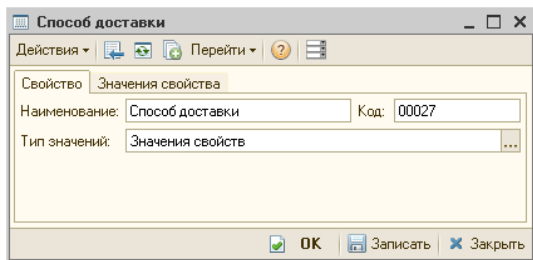 Способ доставки
Действия Перейти
Свойство Значения свойства
Наименование: Способ доставки Код: 00027
Тип значений: Значения свойств ...
OK Записать Закрыть